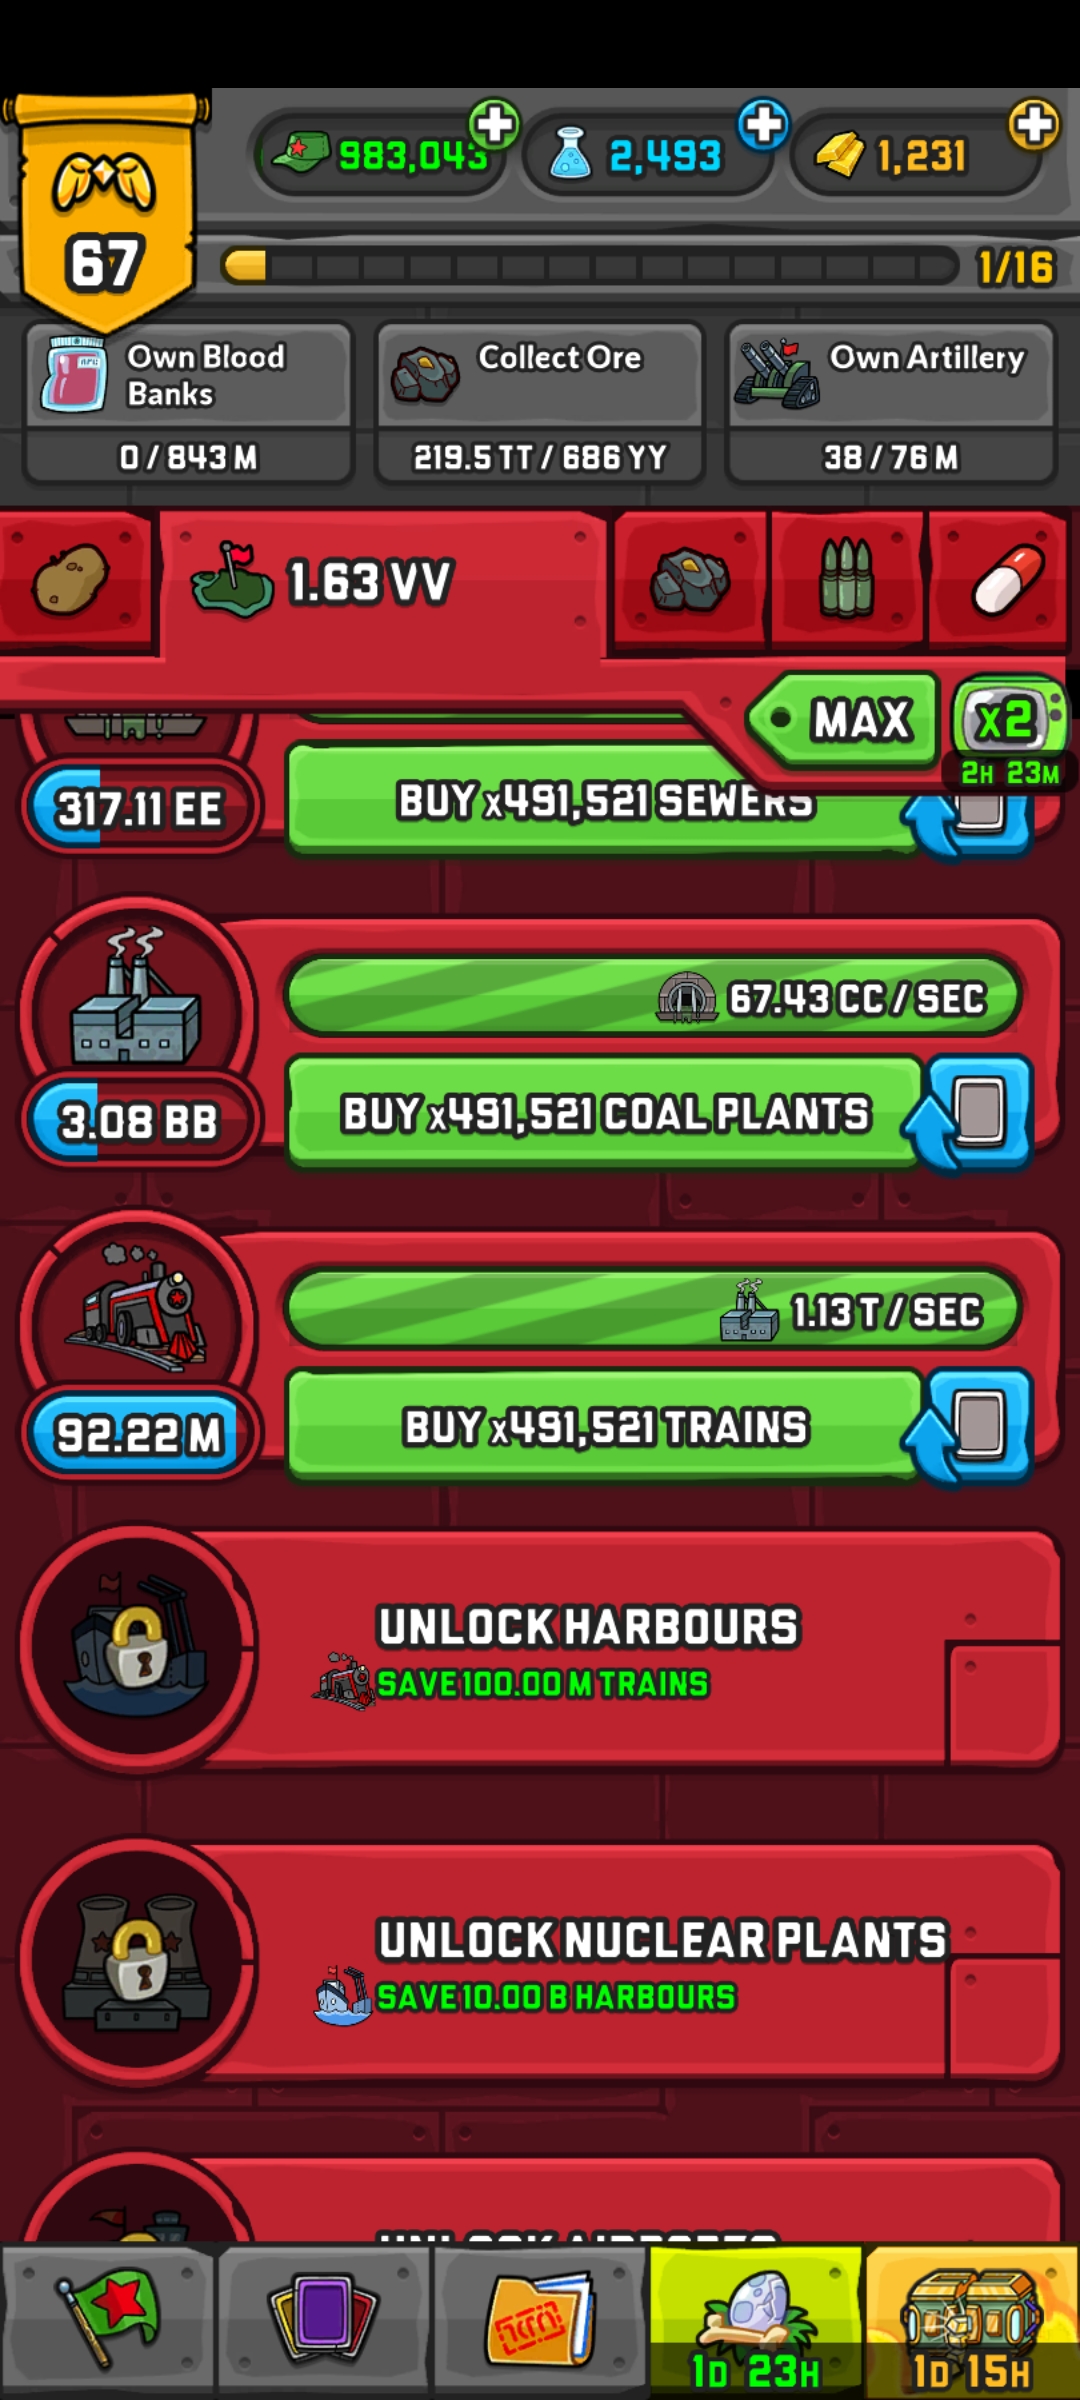 67
983,043
2,493
1,231
1/16
Own Blood
Banks
0 / 843 M
Collect Ore
219.5 TT / 686 YY
Own Artillery
38 / 76 M
1.63 VV
MAX
x2
2H 23M
317.11 EE
BUY x491,521 SEWERS
67.43 CC / SEC
3.08 BB
BUY x491,521 COAL PLANTS
1.13 T / SEC
92.22 M
BUY x491,521 TRAINS
UNLOCK HARBOURS
SAVE 100.00 M TRAINS
UNLOCK NUCLEAR PLANTS
SAVE 10.00 B HARBOURS
1D 23H
1D 15H